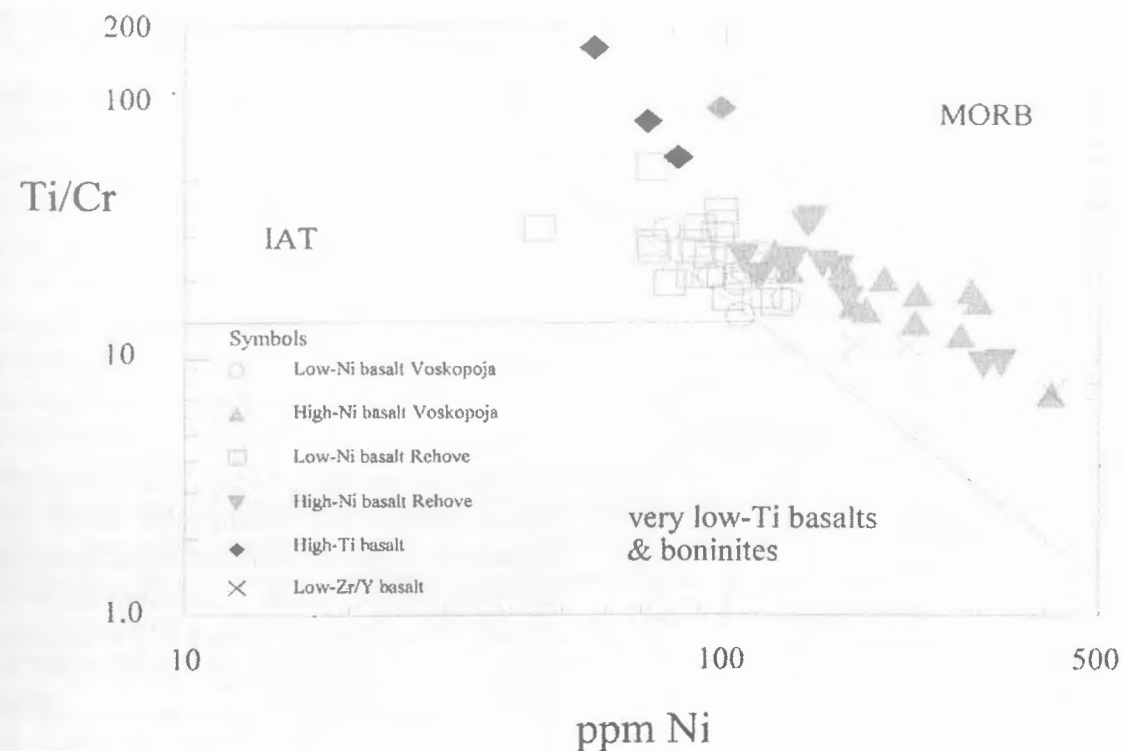 200
100
MORB
Ti/Cr
IAT
10
Symbols
Low-Ni basalt Voskopoja
High-Ni basalt Voskopoja
Low-Ni basalt Rehove
High-Ni basalt Rehove
High-Ti basalt
Low-Zr/Y basalt
very low-Ti basalts
& boninites
1.0
10
100
500
ppm Ni